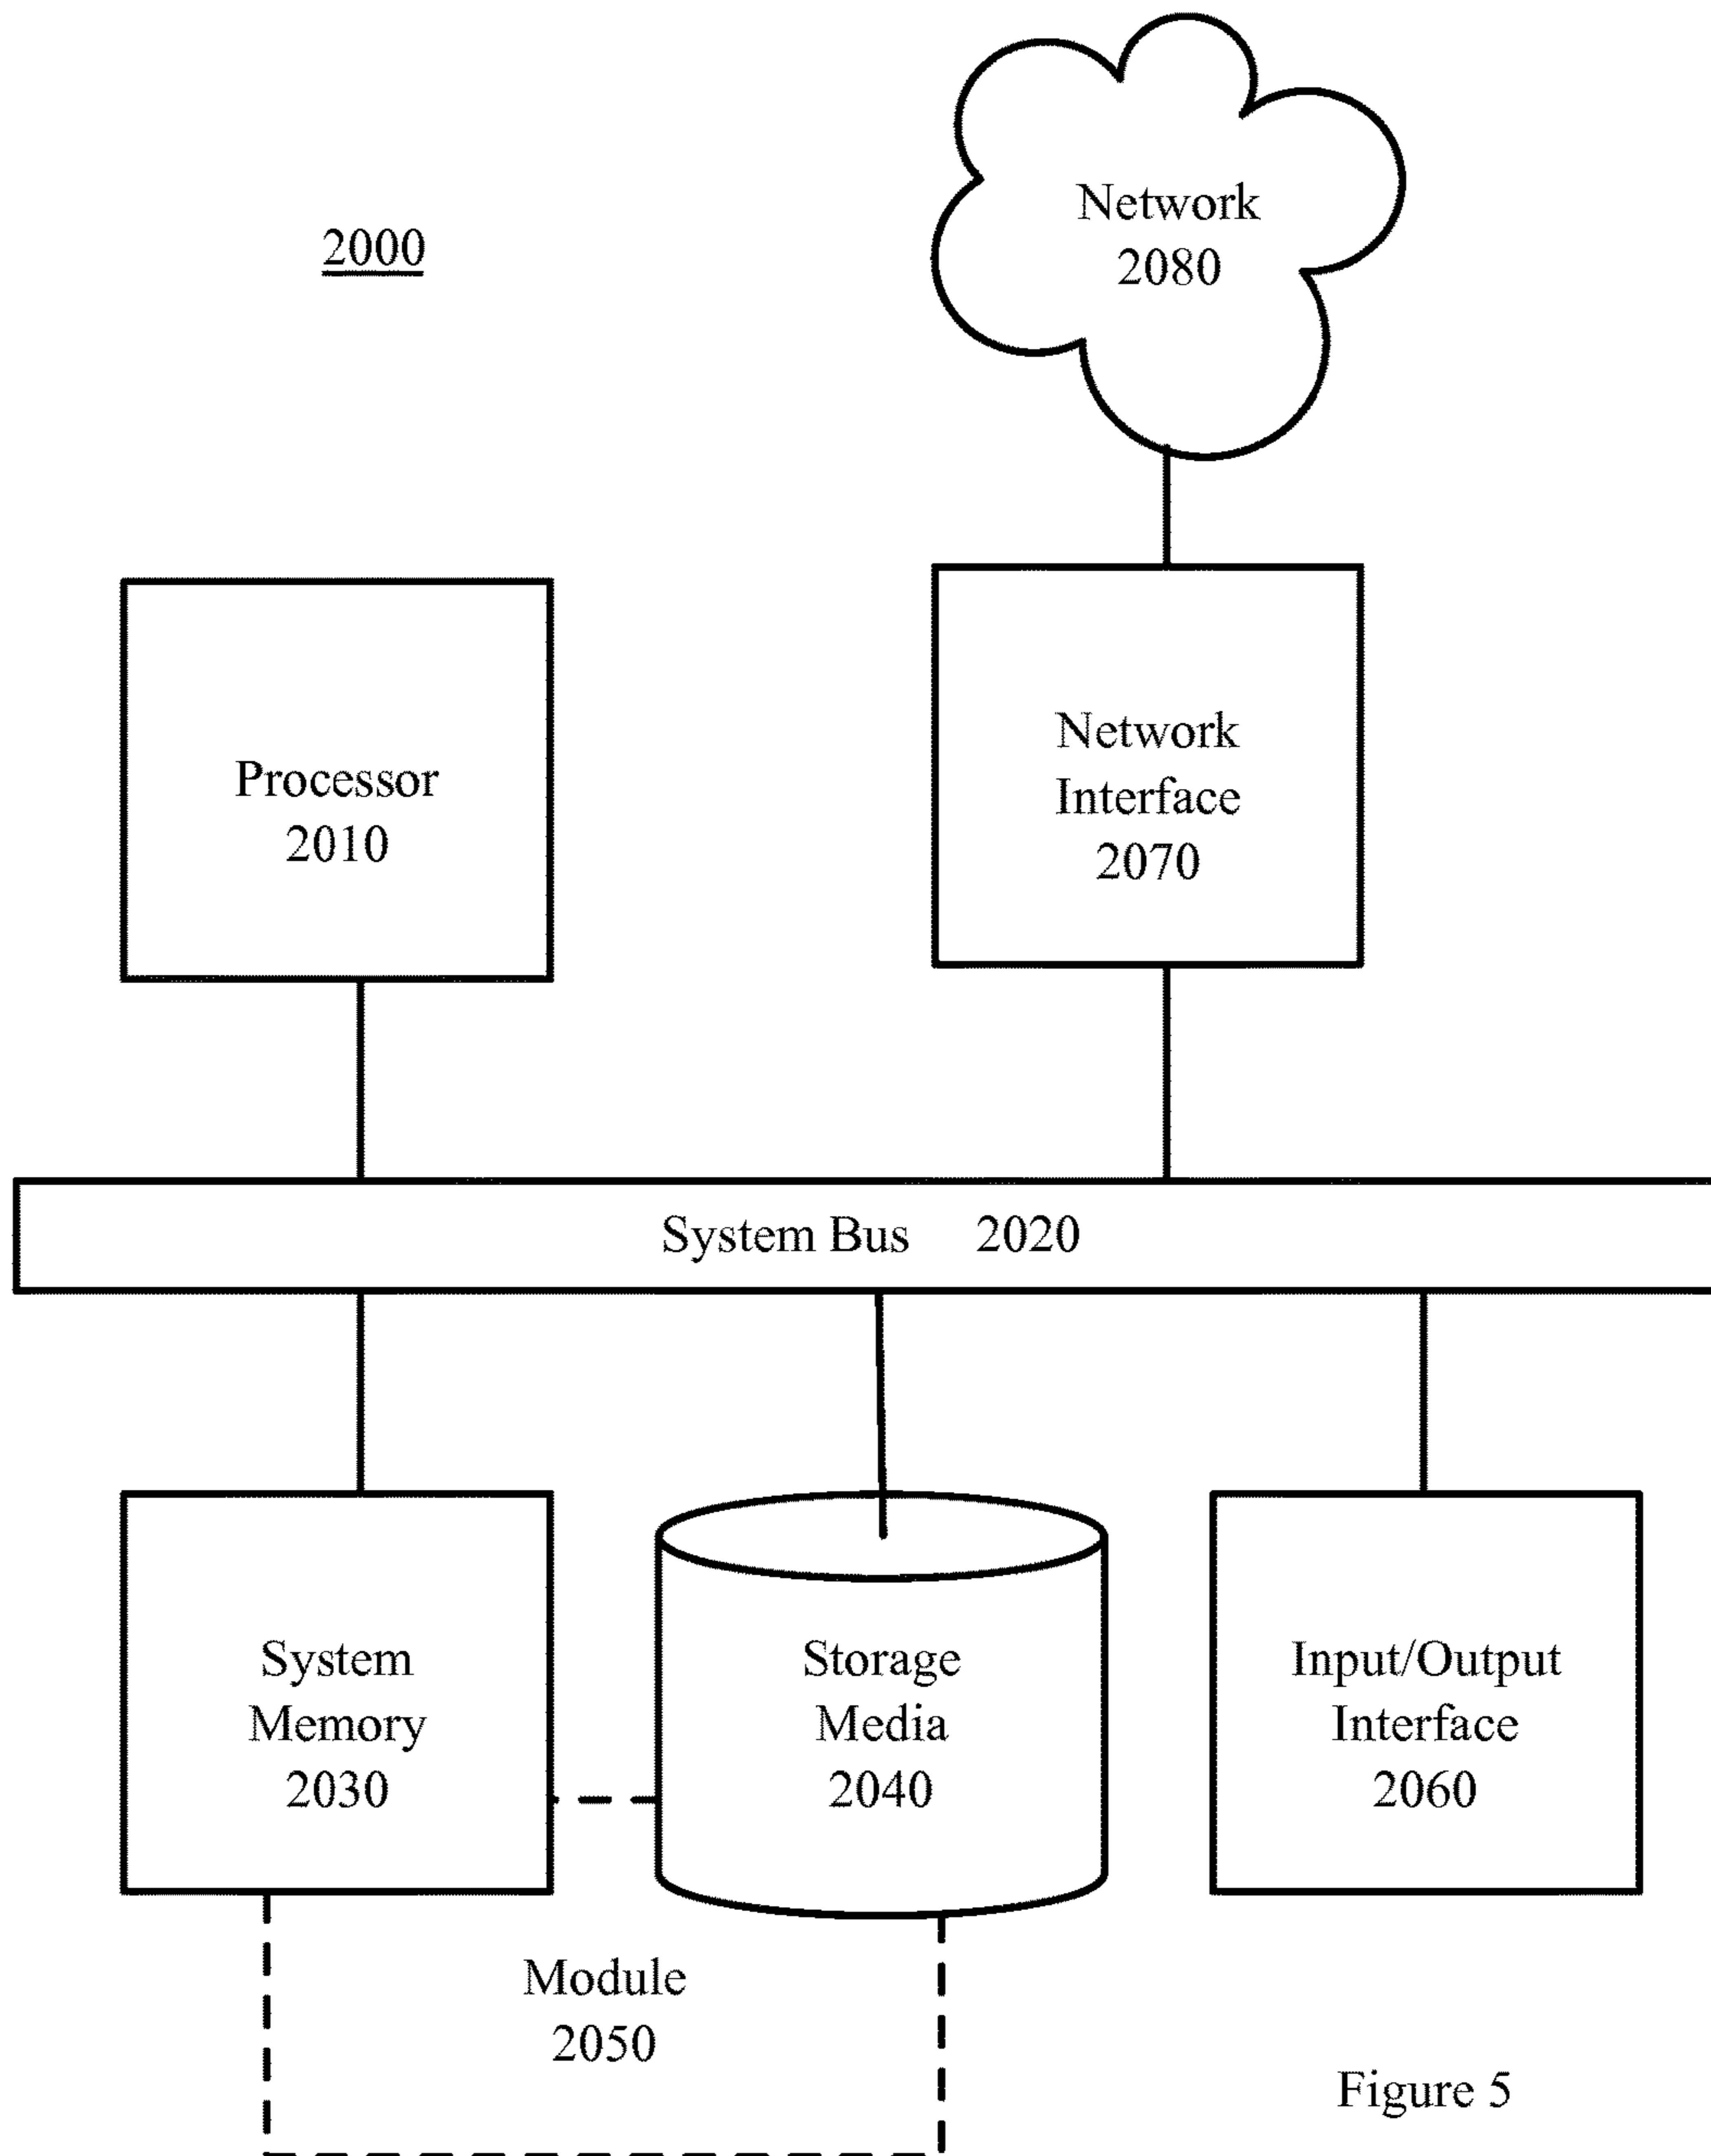 2000
Network
2080
Processor
2010
Network
Interface
2070
System Bus 2020
System
Memory
2030
Storage
Media
2040
Input/Output
Interface
2060
Module
2050
Figure 5